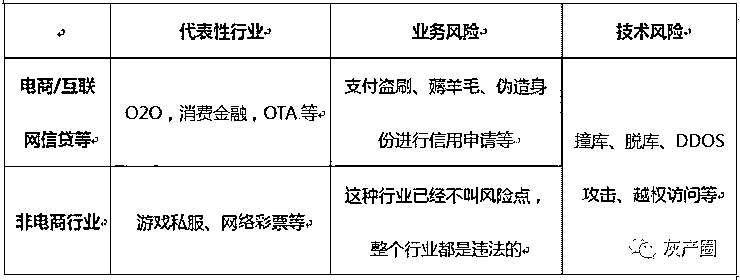 代表性行业 业务风险 技术风险
电商/互联
网信贷等
O2O，消费金融，OTA 等
支付盗刷、薅羊毛、伪造身
份进行信用申请等
撞库、脱库、DDOS
攻击、越权访问等
非电商行业
游戏私服、网络彩票等
这种行业已经不叫风险点，
整个行业都是违法的
灰产圈